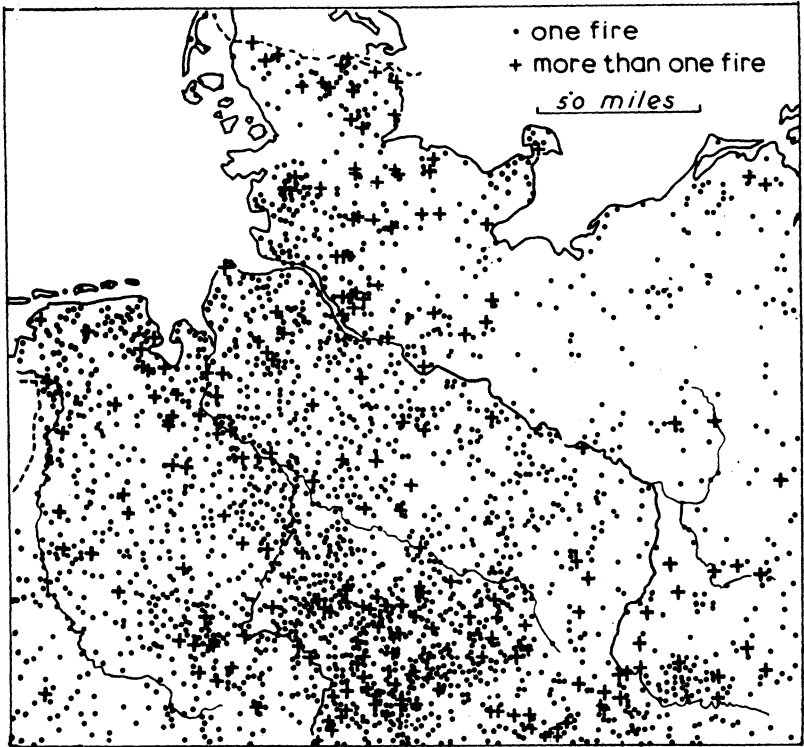 • one fire
+ more than one fire
50 miles